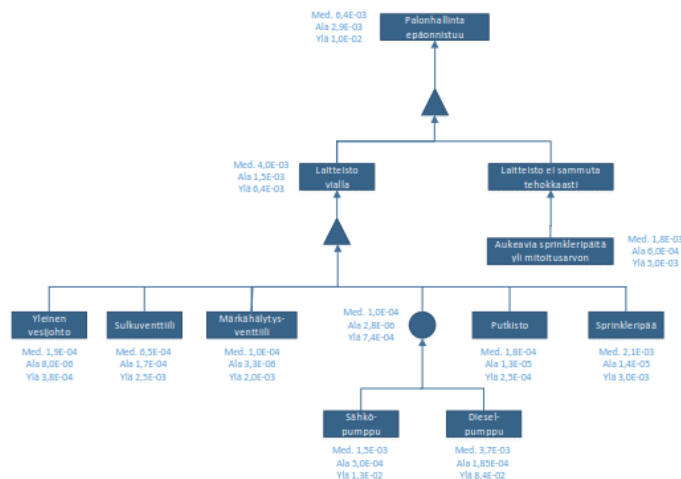 Med. 6,4E-03
Ala 2,9E-03
Ylä 1,0E-02
Palonhallinta
epäonnistuu
Med. 4,0E-03
Ala 1,5E-03
Ylä 6,4E-03
Laitteisto
vialla
Laitteisto ei sammuta
tehokkaasti
Aukeavia sprinkleripäitä
yli mitoitusarvon
Med. 1,8E-03
Ala 6,0E-04
Ylä 5,0E-03
Yleinen
vesijohto
Med. 1,9E-04
Ala 8,0E-06
Ylä 3,8E-04
Sulkuventtiili
Med. 6,5E-04
Ala 1,7E-04
Ylä 2,5E-03
Märkähälytys-
venttiili
Med. 1,0E-04
Ala 3,3E-06
Ylä 2,0E-03
Med. 1,0E-04
Ala 2,8E-06
Ylä 7,4E-04
Putkisto
Med. 1,8E-04
Ala 1,3E-05
Ylä 2,5E-04
Sprinkleripää
Med. 2,1E-03
Ala 1,4E-05
Ylä 3,0E-03
Sähkö-
pumppu
Med. 1,5E-03
Ala 5,0E-04
Ylä 1,3E-02
Diesel-
pumppu
Med. 3,7E-03
Ala 1,85E-04
Ylä 8,4E-02